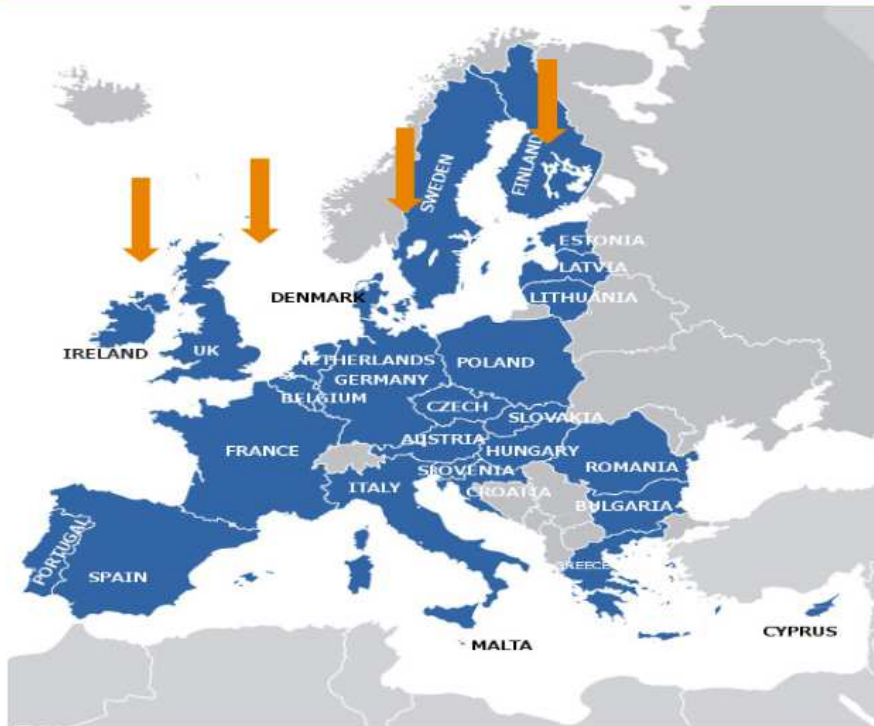 SWEDEN
FINLAND
ESTONIA
LATVIA
DENMARK
LITHUANIA
IRELAND
UK
NETHERLANDS
POLAND
GERMANY
BELGIUM
CZECH
SLOVAKIA
AUSTRIA
FRANCE
HUNGARY
SLOVENIA
ROMANIA
ITALY
CROATIA
BULGARIA
PORTUGAL
SPAIN
GREECE
CYPRUS
MALTA